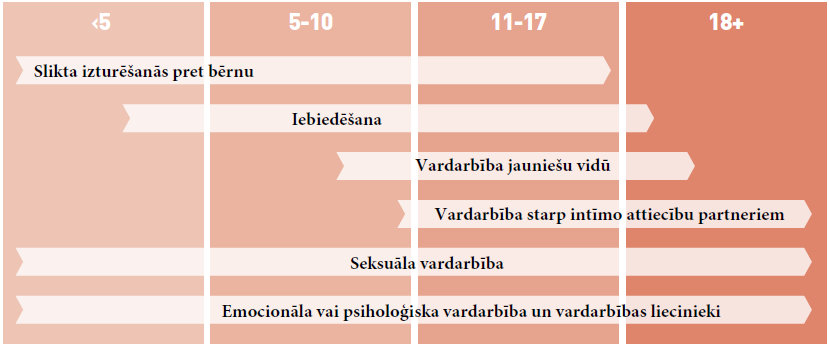 <5 5-10 11-17 18+
Slikta izturēšanās pret bērnu
Iebiedēšana
Vardarbība jauniešu vidū
Vardarbība starp intīmo attiecību partneriem
Seksuāla vardarbība
Emocionāla vai psiholoģiska vardarbība un vardarbības liecinieki